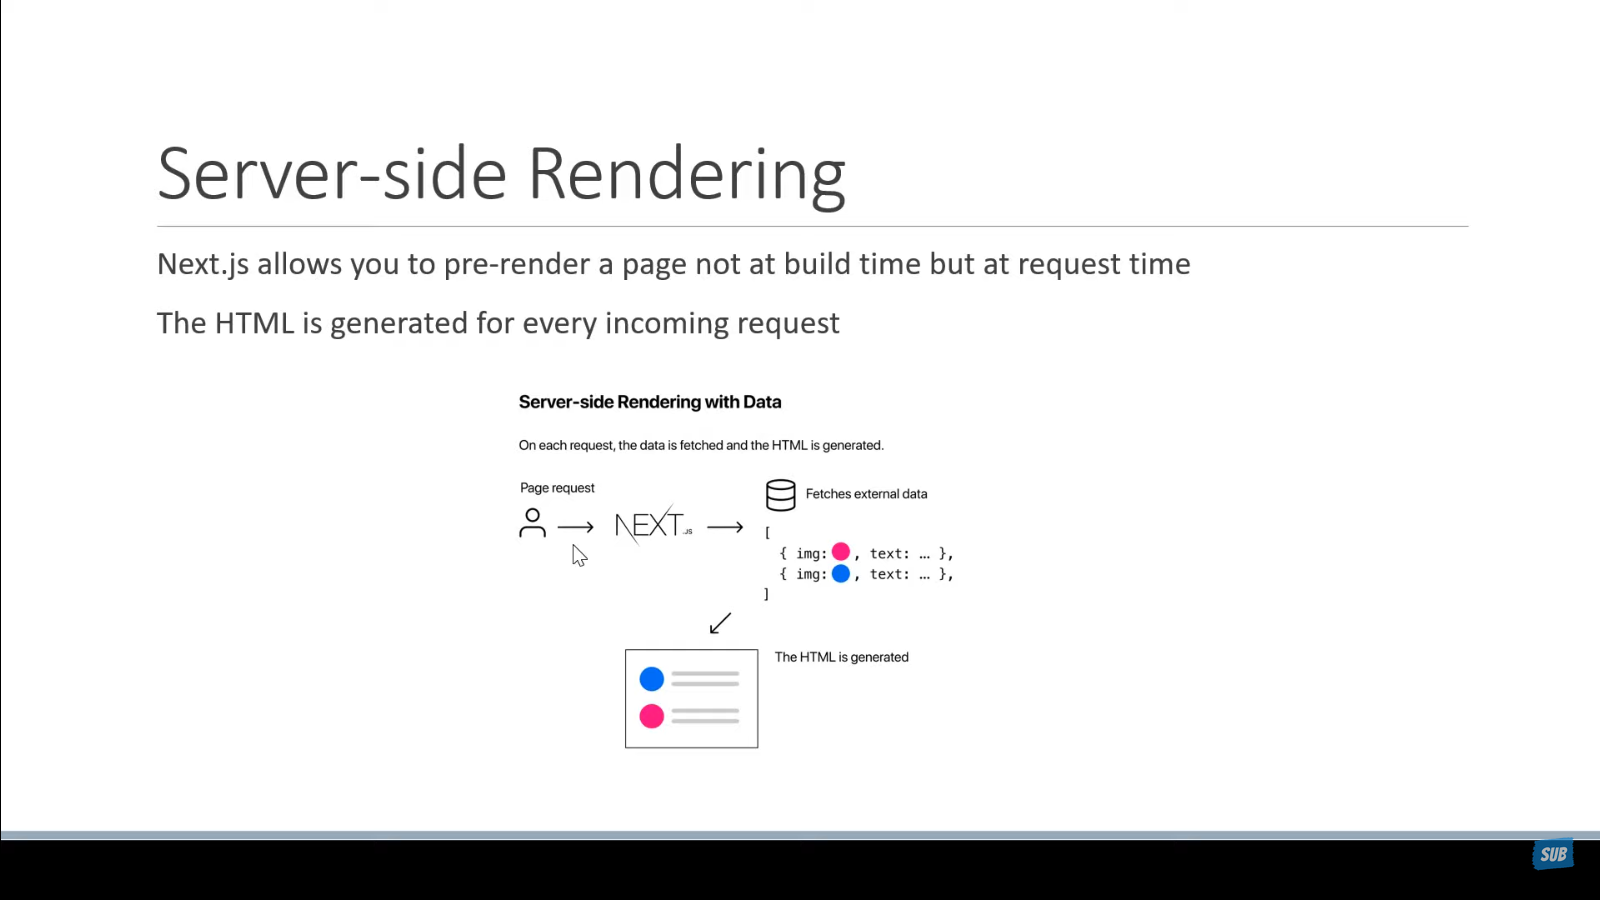 Server-side Rendering
Next.js allows you to pre-render a page not at build time but at request time
The HTML is generated for every incoming request
Server-side Rendering with Data
On each request, the data is fetched and the HTML is generated.
Page request
NEXT.JS
Fetches external data
[
{ img: , text: … },
{ img: , text: … },
]
The HTML is generated
SUB